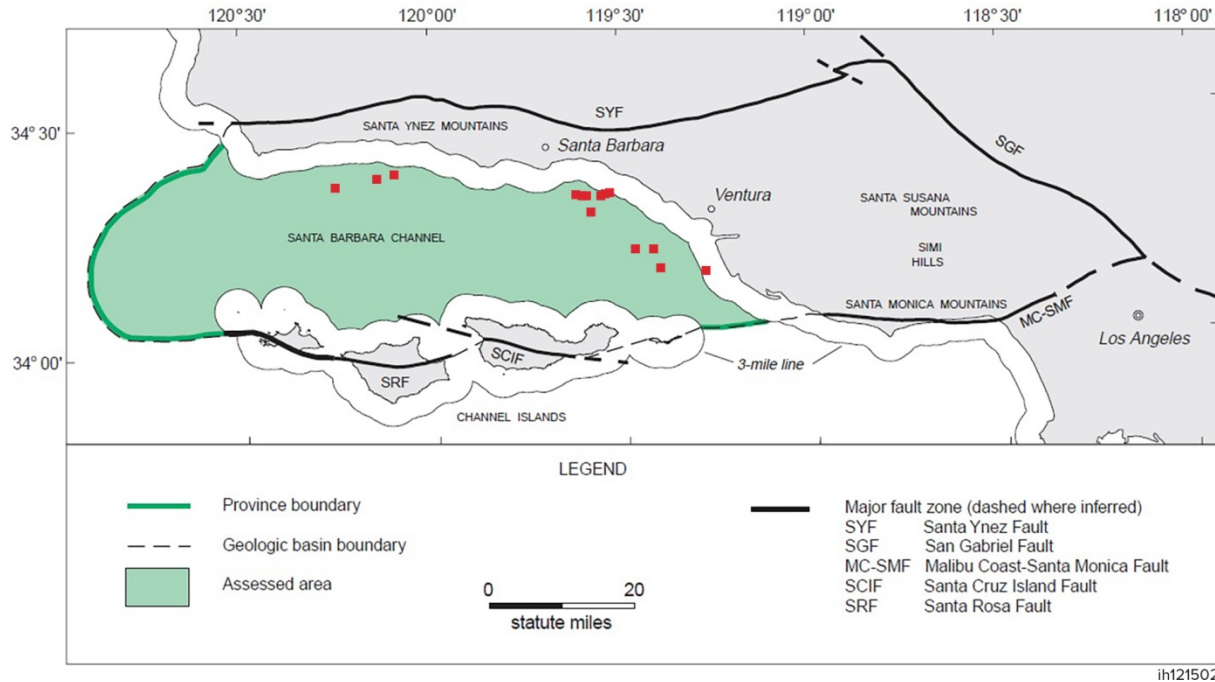 120°30' 120°00' 119°30' 119°00' 118°30' 118°00'
34° 30'
34° 00'
SYF
SANTA YNEZ MOUNTAINS
Santa Barbara
SGF
Ventura
SANTA SUSANA
MOUNTAINS
SANTA BARBARA CHANNEL
SIMI
HILLS
SANTA MONICA MOUNTAINS
MC-SMF
Los Angeles
SCIF
3-mile line
SRF
CHANNEL ISLANDS
LEGEND
Province boundary
Geologic basin boundary
Assessed area
0 20
statute miles
Major fault zone (dashed where inferred)
SYF Santa Ynez Fault
SGF San Gabriel Fault
MC-SMF Malibu Coast-Santa Monica Fault
SCIF Santa Cruz Island Fault
SRF Santa Rosa Fault
ih121502